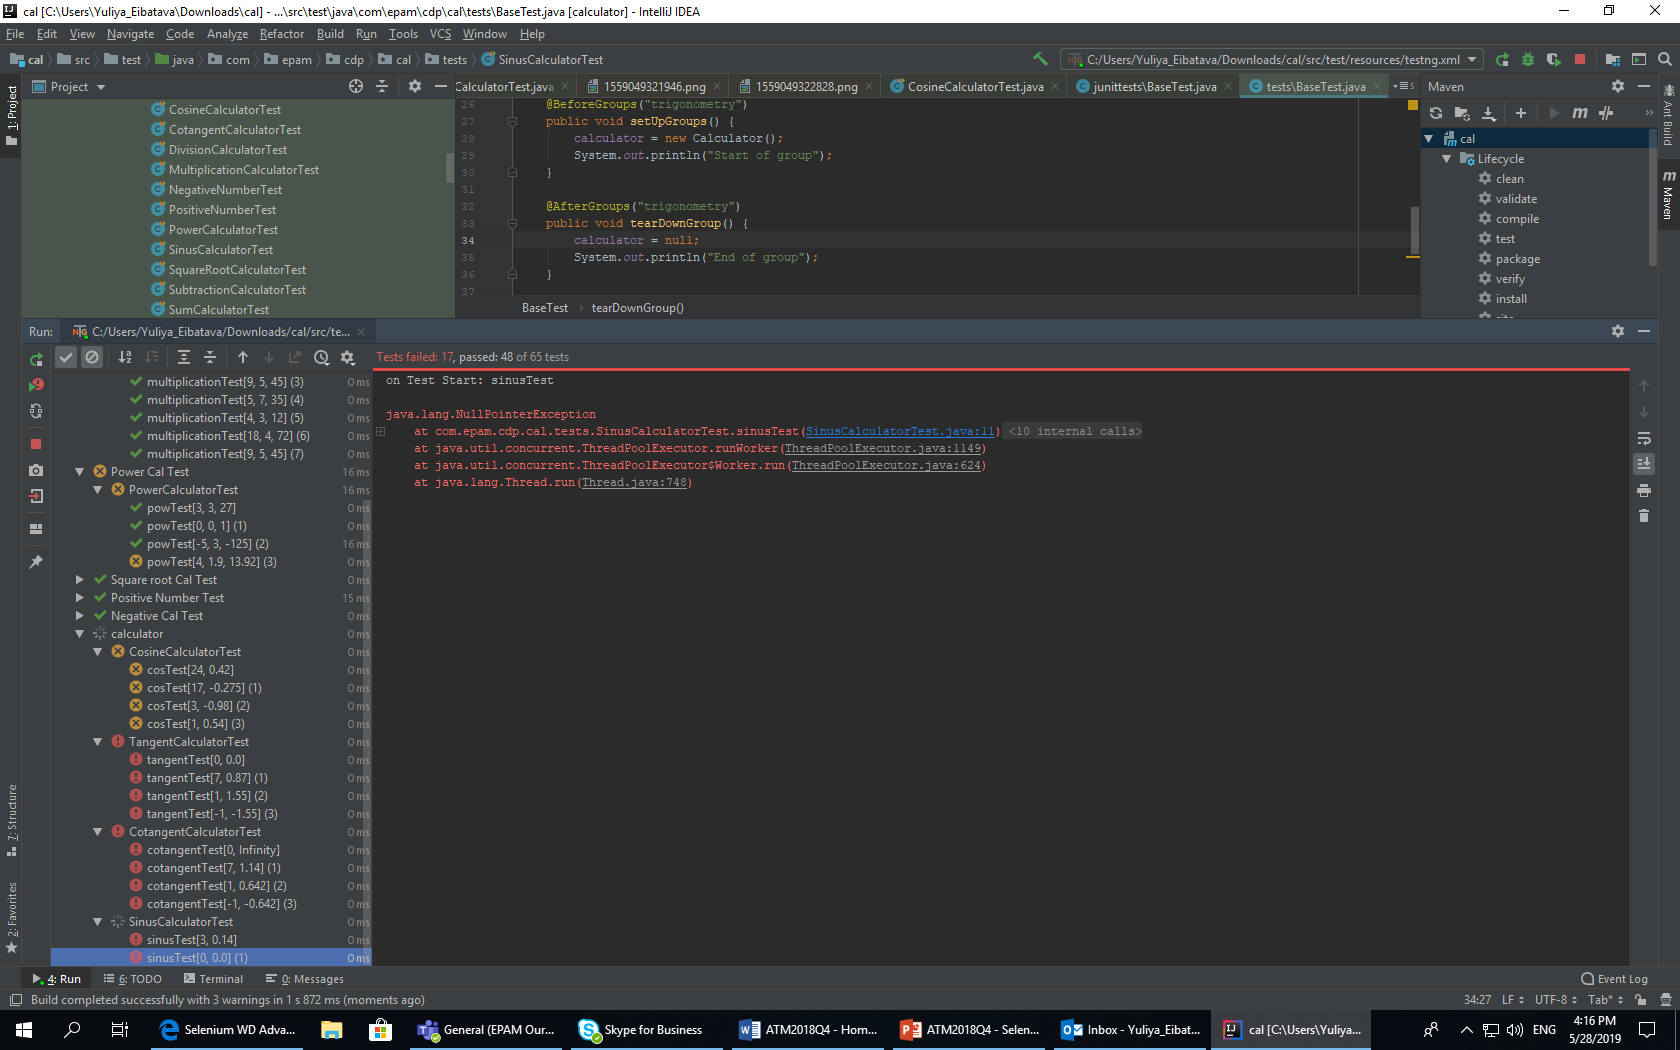 cal [C:\Users\Yuliya_Eibatava\Downloads\cal] - ...\src\test\java\com\epam\cdp\cal\tests\BaseTest.java [calculator] - IntelliJ IDEA
File Edit View Navigate Code Analyze Refactor Build Run Tools VCS Window Help
cal src test java com epam cdp cal tests SinusCalculatorTest
C:/Users/Yuliya_Eibatava/Downloads/cal/src/test/resources/testng.xml
1: Project
Project
CalculatorTest.java 1559049321946.png 1559049322828.png CosineCalculatorTest.java junittests\BaseTest.java tests\BaseTest.java
Maven
Ant Build
Maven
CosineCalculatorTest
CotangentCalculatorTest
DivisionCalculatorTest
MultiplicationCalculatorTest
NegativeNumberTest
PositiveNumberTest
PowerCalculatorTest
SinusCalculatorTest
SquareRootCalculatorTest
SubtractionCalculatorTest
SumCalculatorTest
26 @BeforeGroups("trigonometry")
27 public void setUpGroups() {
28 calculator = new Calculator();
29 System.out.println("Start of group");
30 }
31
32 @AfterGroups("trigonometry")
33 public void tearDownGroup() {
34 calculator = null;
35 System.out.println("End of group");
36 }
37
BaseTest > tearDownGroup()
cal
Lifecycle
clean
validate
compile
test
package
verify
install
site
Run: C:/Users/Yuliya_Eibatava/Downloads/cal/src/te...
Tests failed: 17, passed: 48 of 65 tests
multiplicationTest[9, 5, 45] (3) 0 ms
multiplicationTest[5, 7, 35] (4) 0 ms
multiplicationTest[4, 3, 12] (5) 0 ms
multiplicationTest[18, 4, 72] (6) 0 ms
multiplicationTest[9, 5, 45] (7) 0 ms
Power Cal Test 16 ms
PowerCalculatorTest 16 ms
powTest[3, 3, 27] 0 ms
powTest[0, 0, 1] (1) 0 ms
powTest[-5, 3, -125] (2) 16 ms
powTest[4, 1.9, 13.92] (3) 0 ms
Square root Cal Test 0 ms
Positive Number Test 15 ms
Negative Cal Test 0 ms
calculator 0 ms
CosineCalculatorTest 0 ms
cosTest[24, 0.42] 0 ms
cosTest[17, -0.275] (1) 0 ms
cosTest[3, -0.98] (2) 0 ms
cosTest[1, 0.54] (3) 0 ms
TangentCalculatorTest 0 ms
tangentTest[0, 0.0] 0 ms
tangentTest[7, 0.87] (1) 0 ms
tangentTest[1, 1.55] (2) 0 ms
tangentTest[-1, -1.55] (3) 0 ms
CotangentCalculatorTest 0 ms
cotangentTest[0, Infinity] 0 ms
cotangentTest[7, 1.14] (1) 0 ms
cotangentTest[1, 0.642] (2) 0 ms
cotangentTest[-1, -0.642] (3) 0 ms
SinusCalculatorTest 0 ms
sinusTest[3, 0.14] 0 ms
sinusTest[0, 0.0] (1) 0 ms
on Test Start: sinusTest
java.lang.NullPointerException
at com.epam.cdp.cal.tests.SinusCalculatorTest.sinusTest(SinusCalculatorTest.java:11) <10 internal calls>
at java.util.concurrent.ThreadPoolExecutor.runWorker(ThreadPoolExecutor.java:1149)
at java.util.concurrent.ThreadPoolExecutor$Worker.run(ThreadPoolExecutor.java:624)
at java.lang.Thread.run(Thread.java:748)
7: Structure
2: Favorites
4: Run 6: TODO Terminal 0: Messages Event Log
Build completed successfully with 3 warnings in 1 s 872 ms (moments ago) 34:27 LF UTF-8 Tab*
Selenium WD Adva... General (EPAM Our... Skype for Business ATM2018Q4 - Hom... ATM2018Q4 - Selen... Inbox - Yuliya_Eibat... cal [C:\Users\Yuliya... ENG 4:16 PM
5/28/2019